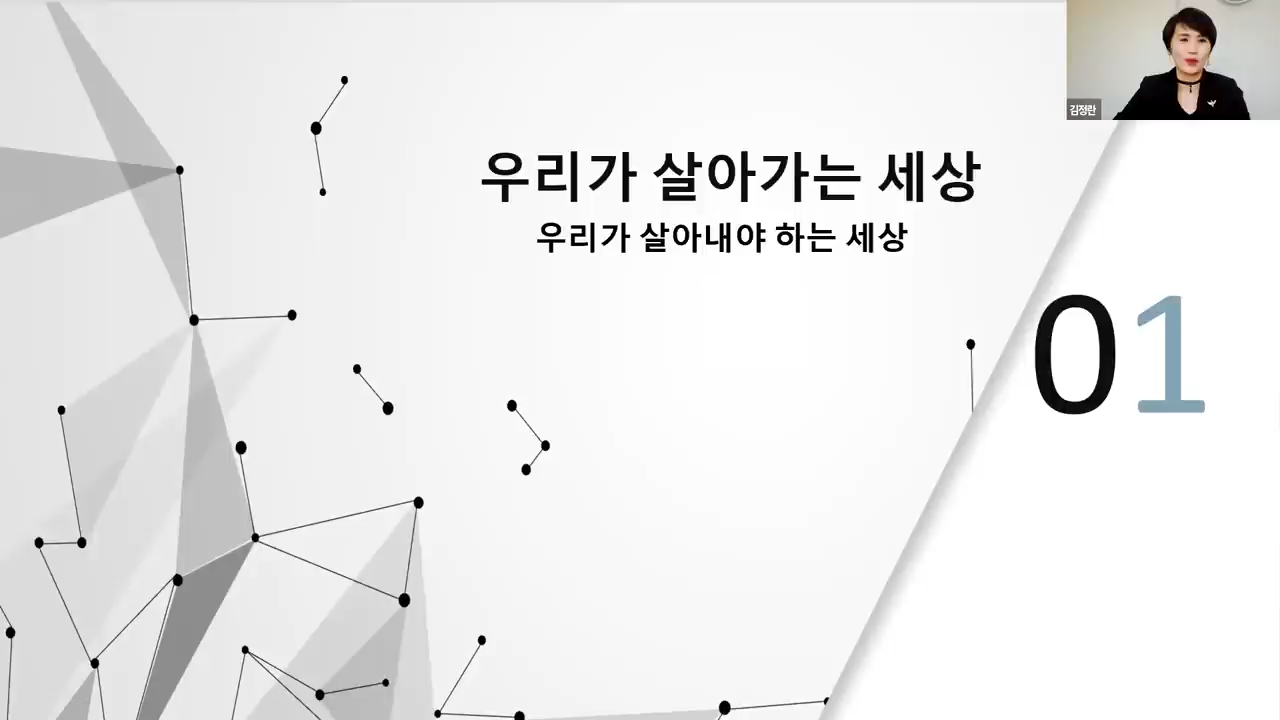 우리가 살아가는 세상
우리가 살아내야 하는 세상
01
김정란